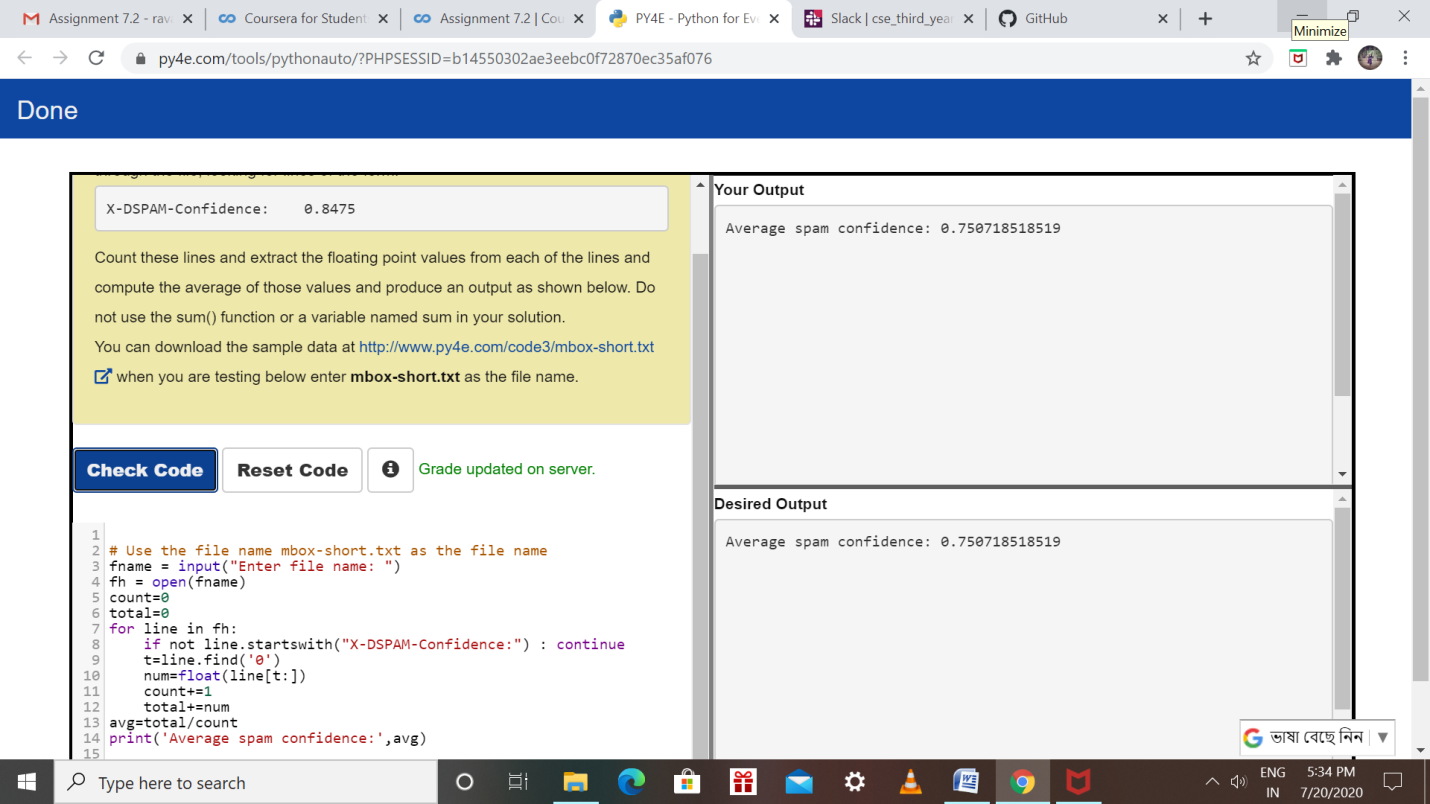 Assignment 7.2 - rava
Coursera for Student
Assignment 7.2 | Cou
PY4E - Python for Eve
Slack | cse_third_year
GitHub
Minimize
py4e.com/tools/pythonauto/?PHPSESSID=b14550302ae3eebc0f72870ec35af076
Done
X-DSPAM-Confidence:    0.8475
Count these lines and extract the floating point values from each of the lines and
compute the average of those values and produce an output as shown below. Do
not use the sum() function or a variable named sum in your solution.
You can download the sample data at http://www.py4e.com/code3/mbox-short.txt
when you are testing below enter mbox-short.txt as the file name.
Check Code
Reset Code
Grade updated on server.
1
2 # Use the file name mbox-short.txt as the file name
3 fname = input("Enter file name: ")
4 fh = open(fname)
5 count=0
6 total=0
7 for line in fh:
8     if not line.startswith("X-DSPAM-Confidence:") : continue
9     t=line.find('0')
10     num=float(line[t:])
11     count+=1
12     total+=num
13 avg=total/count
14 print('Average spam confidence:',avg)
15
Your Output
Average spam confidence: 0.750718518519
Desired Output
Average spam confidence: 0.750718518519
ভাষা বেছে নিন
Type here to search
ENG
IN
5:34 PM
7/20/2020